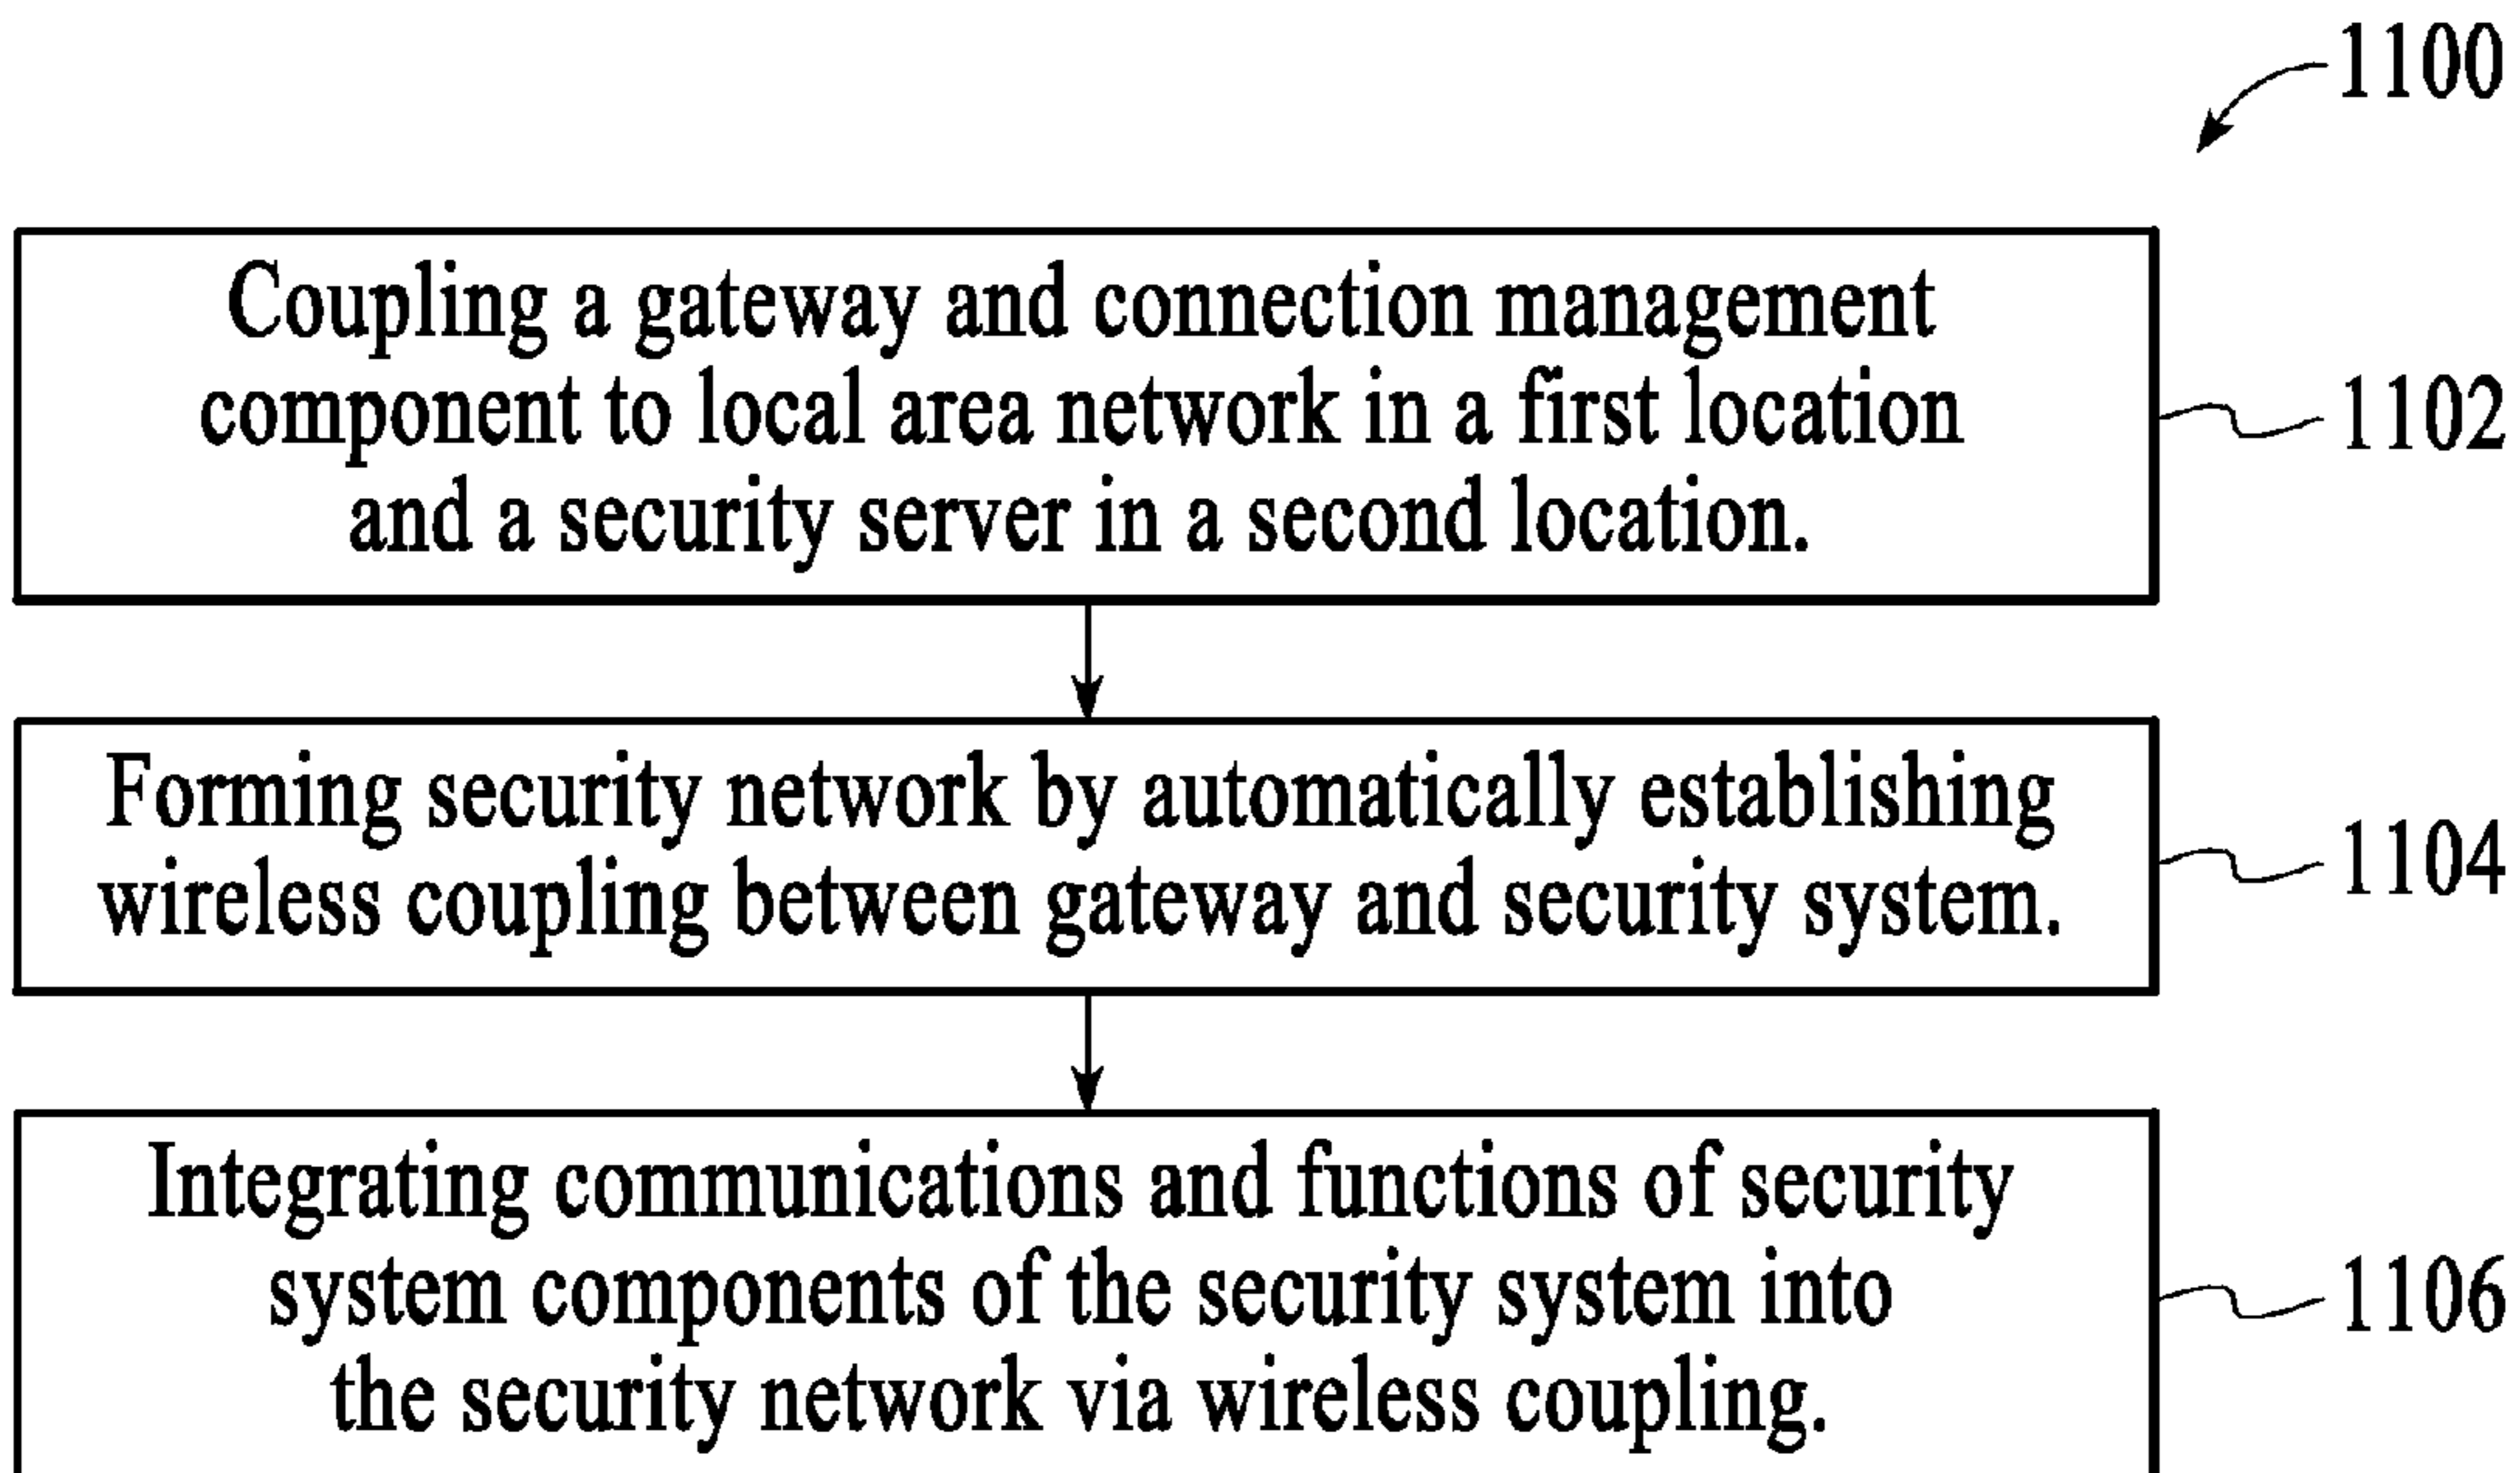 1100
Coupling a gateway and connection management
component to local area network in a first location
and a security server in a second location.
1102
Forming security network by automatically establishing
wireless coupling between gateway and security system.
1104
Integrating communications and functions of security
system components of the security system into
the security network via wireless coupling.
1106